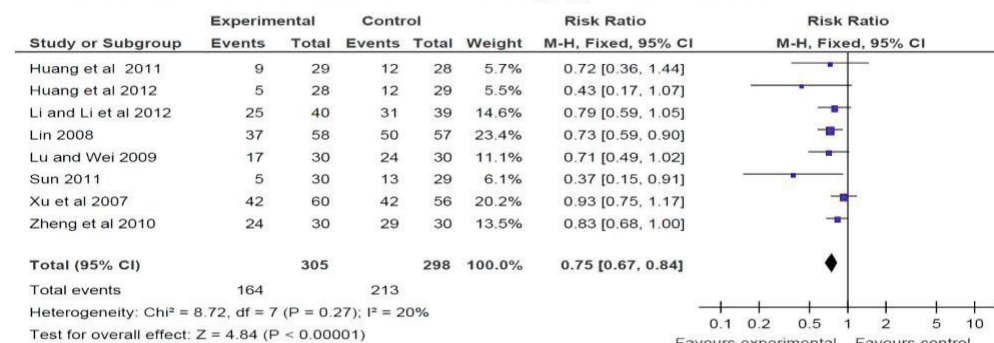 Experimental Control Risk Ratio Risk Ratio
Study or Subgroup Events Total Events Total Weight M-H, Fixed, 95% CI M-H, Fixed, 95% CI
Huang et al 2011 9 29 12 28 5.7% 0.72 [0.36, 1.44]
Huang et al 2012 5 28 12 29 5.5% 0.43 [0.17, 1.07]
Li and Li et al 2012 25 40 31 39 14.6% 0.79 [0.59, 1.05]
Lin 2008 37 58 50 57 23.4% 0.73 [0.59, 0.90]
Lu and Wei 2009 17 30 24 30 11.1% 0.71 [0.49, 1.02]
Sun 2011 5 30 13 29 6.1% 0.37 [0.15, 0.91]
Xu et al 2007 42 60 42 56 20.2% 0.93 [0.75, 1.17]
Zheng et al 2010 24 30 29 30 13.5% 0.83 [0.68, 1.00]
Total (95% CI) 305 298 100.0% 0.75 [0.67, 0.84]
Total events 164 213
Heterogeneity: Chi² = 8.72, df = 7 (P = 0.27); I² = 20%
Test for overall effect: Z = 4.84 (P < 0.00001)
0.1 0.2 0.5 1 2 5 10
Favours experimental Favours control